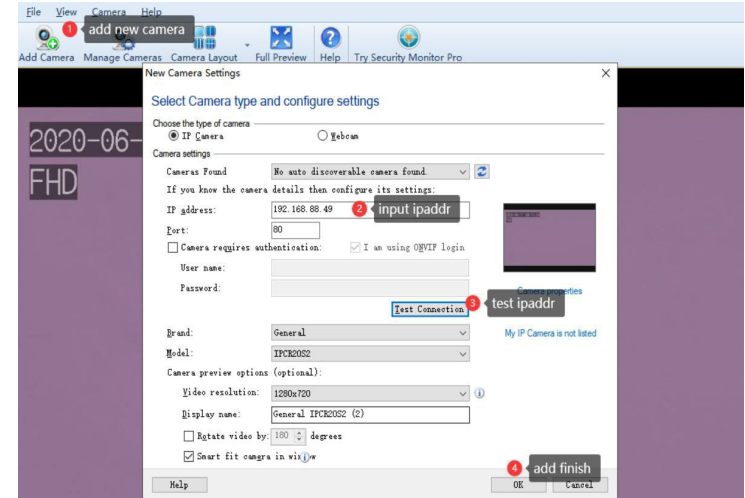 File View Camera Help
1 add new camera
Add Camera Manage Cameras Camera Layout Full Preview Help Try Security Monitor Pro
New Camera Settings
Select Camera type and configure settings
Choose the type of camera
IP Camera Webcam
2020-06-
FHD
Camera settings
Cameras Found No auto discoverable camera found.
If you know the camera details then configure its settings:
IP address: 192.168.88.49 2 input ipaddr
Port: 80
Camera requires authentication: I am using ONVIF login
User name:
Password:
Camera properties
Test Connection 3 test ipaddr
Brand: General My IP Camera is not listed
Model: IPCR20S2
Camera preview options (optional):
Video resolution: 1280x720
Display name: General IPCR20S2 (2)
Rotate video by: 180 degrees
Smart fit camera in
4 add finish
Help OK Cancel